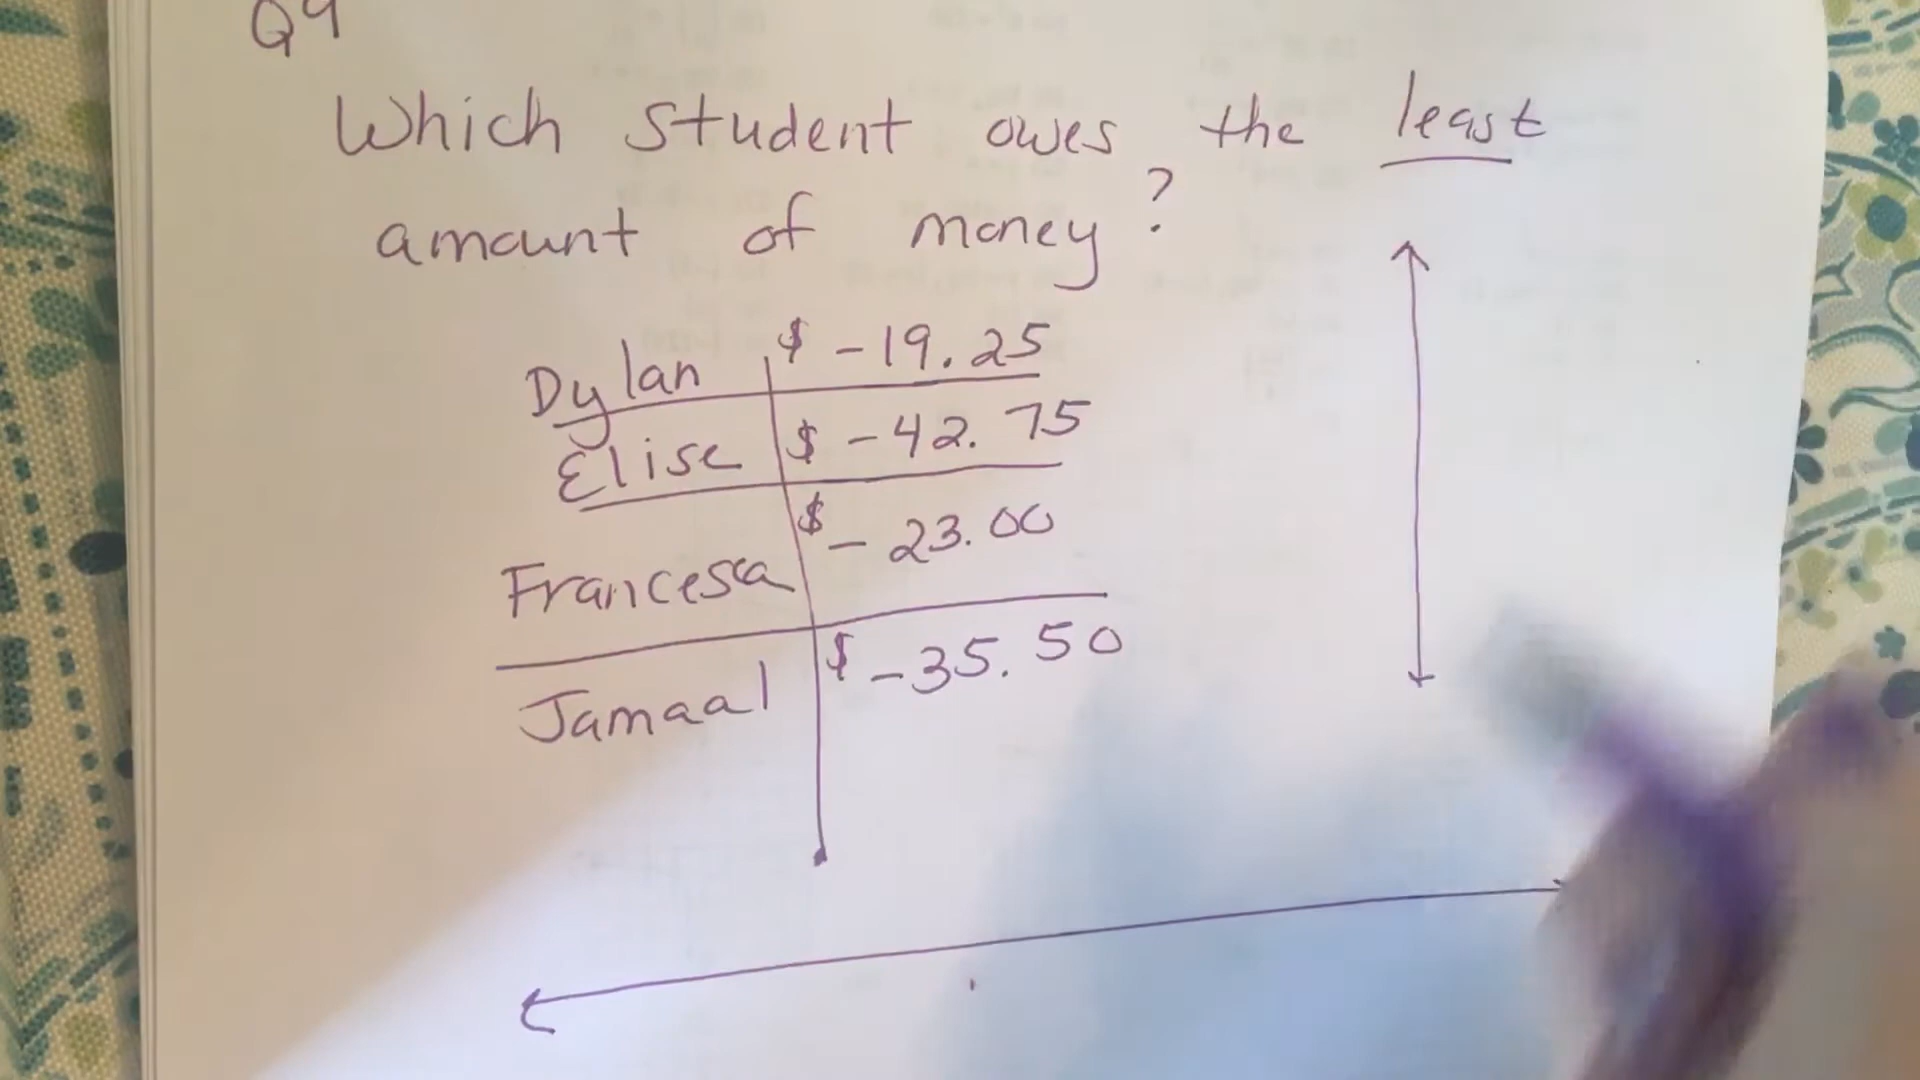 Q9
Which student owes the least
amount of money?
Dylan $ -19.25
Elise $ -42.75
Francesca $ -23.00
Jamaal $ -35.50